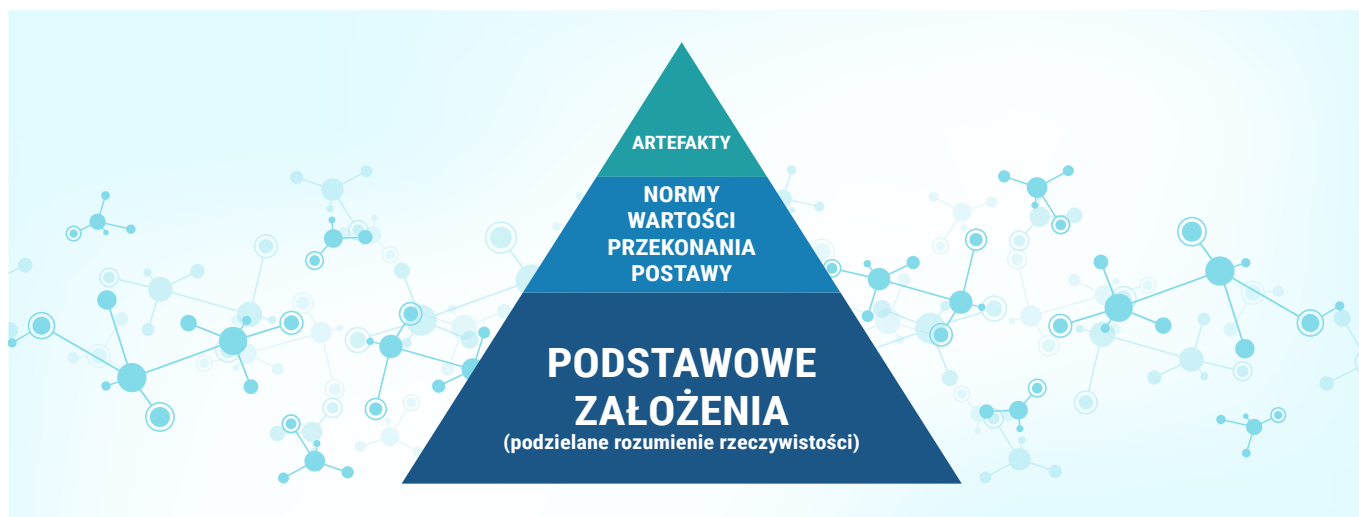 ARTEFAKTY
NORMY
WARTOŚCI
PRZEKONANIA
POSTAWY
PODSTAWOWE
ZAŁOŻENIA
(podzielane rozumienie rzeczywistości)